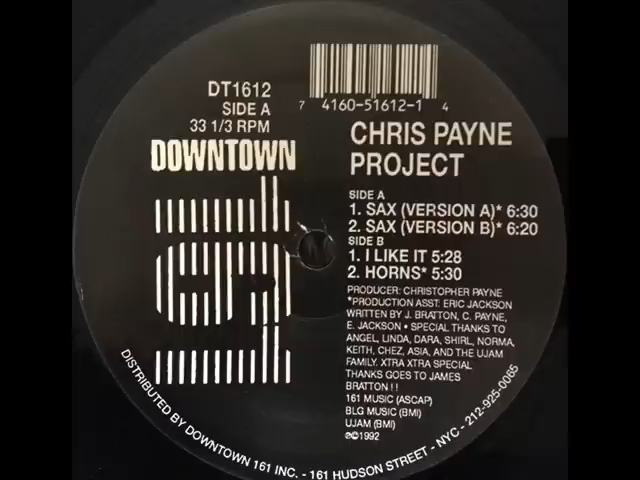 DT1612
SIDE A
33 1/3 RPM
DOWNTOWN
7 4160-51612-1 4
CHRIS PAYNE
PROJECT
SIDE A
1. SAX (VERSION A)* 6:30
2. SAX (VERSION B)* 6:20
SIDE B
1. I LIKE IT 5:28
2. HORNS* 5:30
PRODUCER: CHRISTOPHER PAYNE
*PRODUCTION ASST: ERIC JACKSON
WRITTEN BY J. BRATTON, C. PAYNE,
E. JACKSON • SPECIAL THANKS TO
ANGEL, LINDA, DARA, SHIRL, NORMA,
KEITH, CHEZ, ASIA, AND THE UJAM
FAMILY. XTRA XTRA SPECIAL
THANKS GOES TO JAMES
BRATTON ! !
161 MUSIC (ASCAP)
BLG MUSIC (BMI)
UJAM (BMI)
℗©1992
DISTRIBUTED BY DOWNTOWN 161 INC. - 161 HUDSON STREET - NYC - 212-925-0065